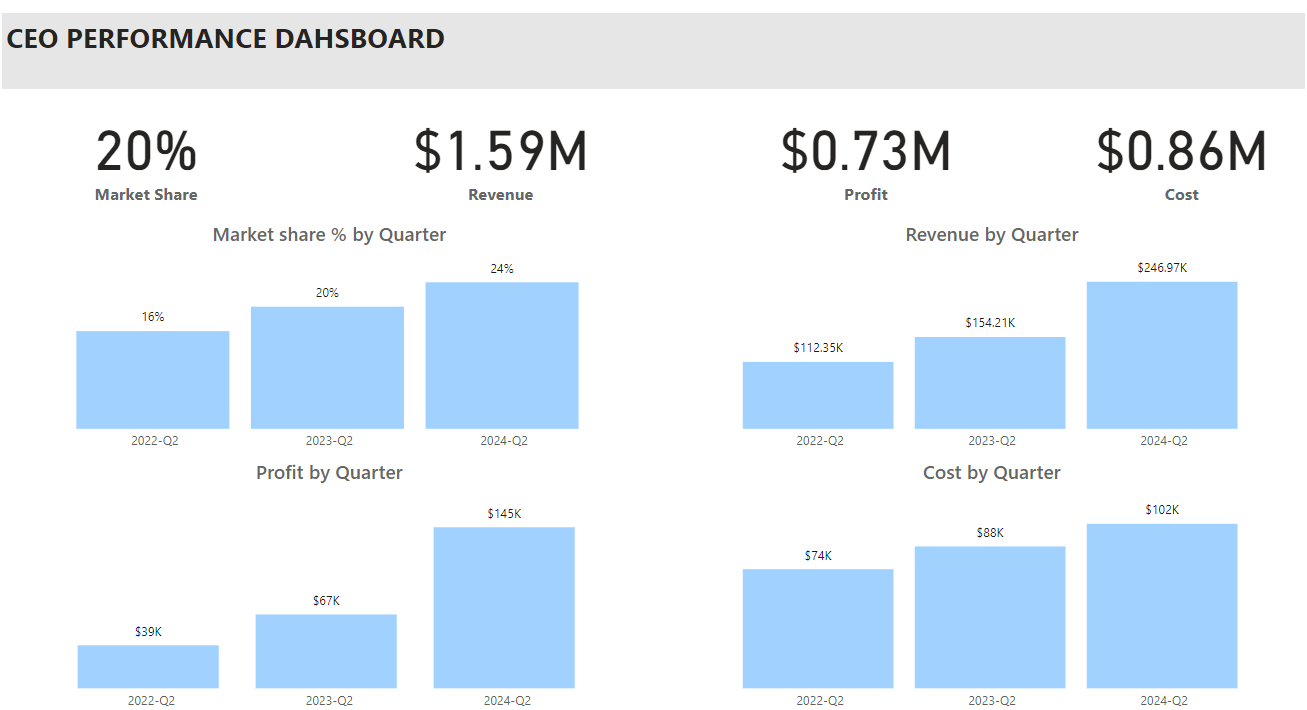 CEO PERFORMANCE DAHSBOARD
20%
Market Share
$1.59M
Revenue
$0.73M
Profit
$0.86M
Cost
Market share % by Quarter
16%
20%
24%
2022-Q2
2023-Q2
2024-Q2
Revenue by Quarter
$112.35K
$154.21K
$246.97K
2022-Q2
2023-Q2
2024-Q2
Profit by Quarter
$39K
$67K
$145K
2022-Q2
2023-Q2
2024-Q2
Cost by Quarter
$74K
$88K
$102K
2022-Q2
2023-Q2
2024-Q2